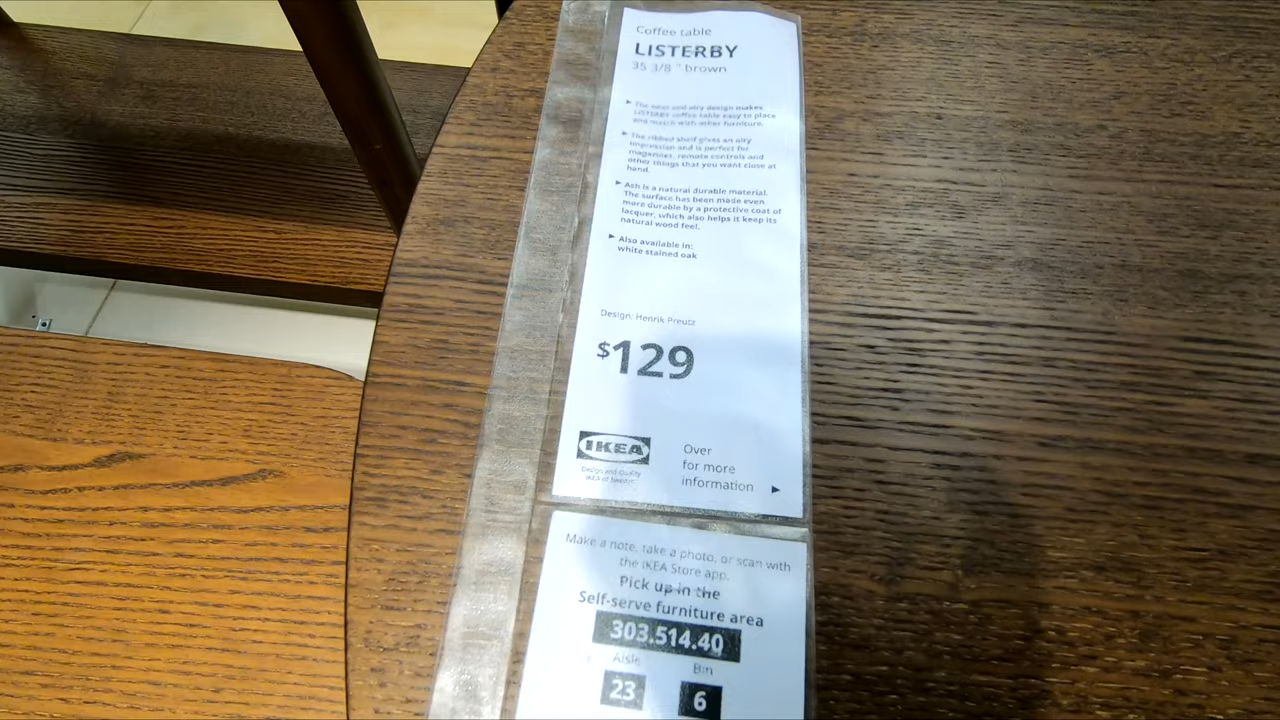 Coffee table
LISTERBY
35 3/8 " brown
► The neat and airy design makes
LISTERBY coffee table easy to place
and match with other furniture.
► The ribbed shelf gives an airy
impression and is perfect for
magazines, remote controls and
other things that you want close at
hand.
► Ash is a natural durable material.
The surface has been made even
more durable by a protective coat of
lacquer, which also helps it keep its
natural wood feel.
► Also available in:
white stained oak
Design: Henrik Preutz
$129
IKEA
Design and Quality
IKEA of Sweden
Over
for more
information ►
Make a note, take a photo, or scan with
the IKEA Store app.
Pick up in the
Self-serve furniture area
303.514.40
Aisle Bin
23 6